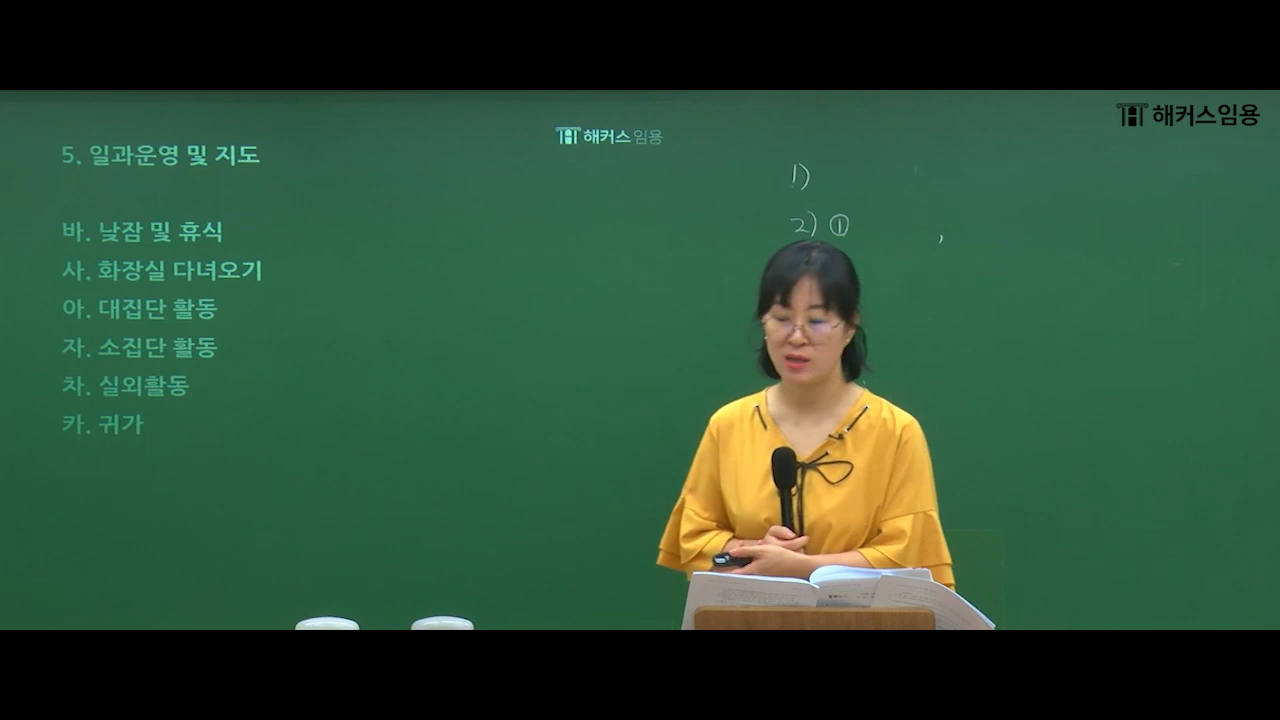 해커스임용
해커스 임용
5. 일과운영 및 지도
바. 낮잠 및 휴식
사. 화장실 다녀오기
아. 대집단 활동
자. 소집단 활동
차. 실외활동
카. 귀가
1)
2) ① ,